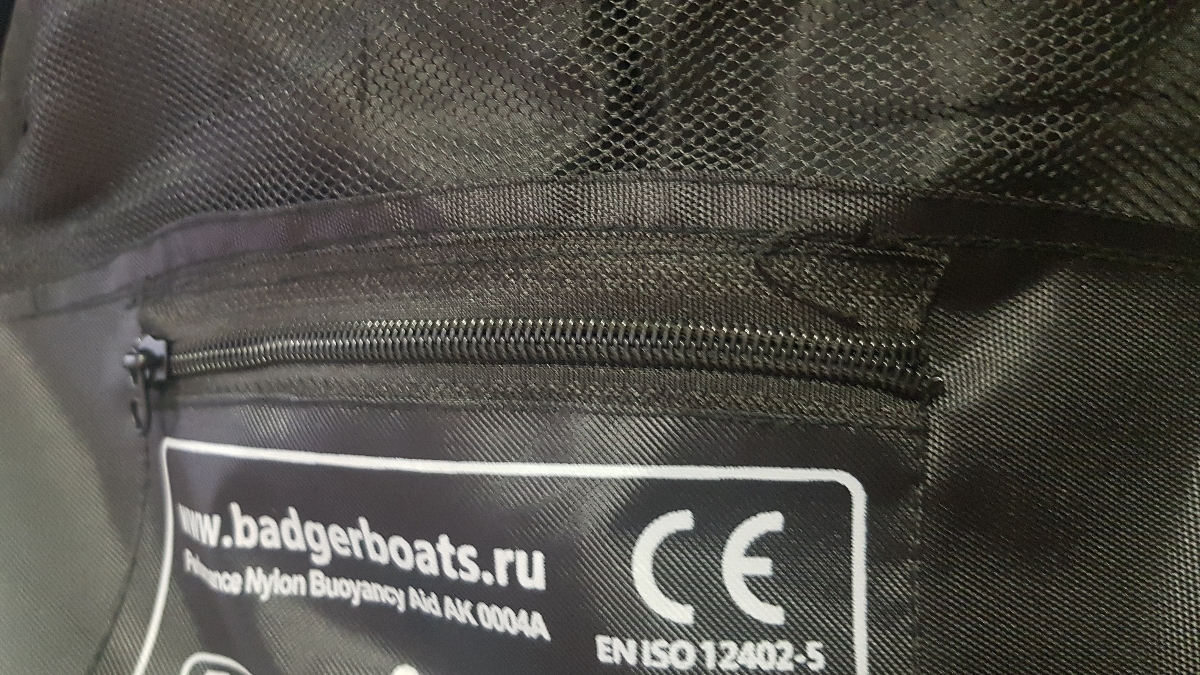 www.badgerboats.ru
Nylon Buoyancy Aid AK 0004A
CE
EN ISO 12402-5